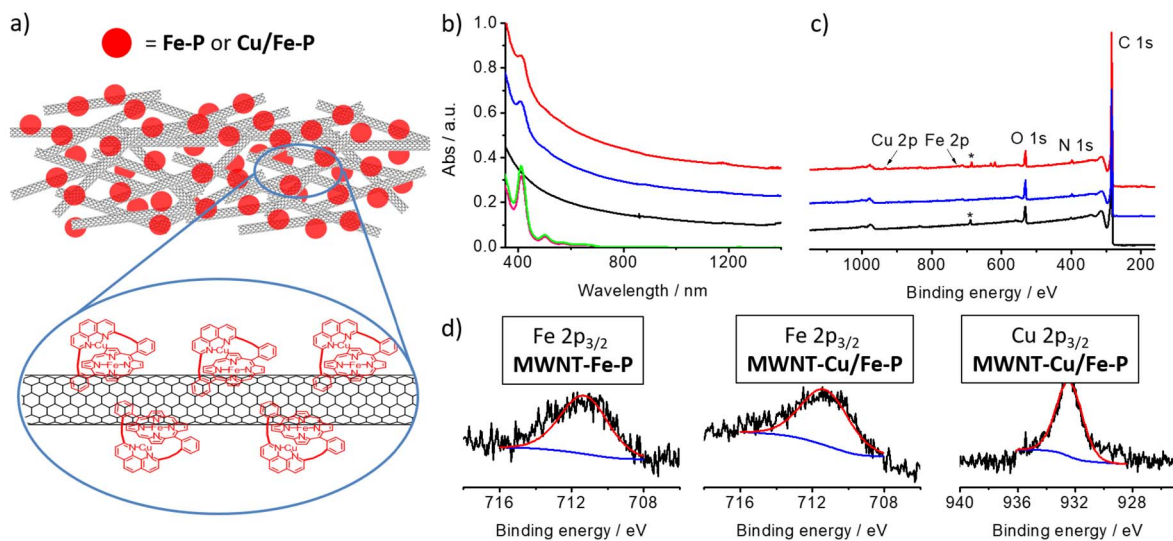 a)
= Fe-P or Cu/Fe-P
N
Cu
N
N
N
Fe
N
N
b)
1.0
0.8
0.6
0.4
0.2
0.0
Abs / a.u.
400
800
1200
Wavelength / nm
c)
C 1s
Cu 2p
Fe 2p
*
O 1s
N 1s
*
1000
800
600
400
200
Binding energy / eV
d)
Fe 2p3/2
MWNT-Fe-P
716
712
708
Binding energy / eV
Fe 2p3/2
MWNT-Cu/Fe-P
716
712
708
Binding energy / eV
Cu 2p3/2
MWNT-Cu/Fe-P
940
936
932
928
Binding energy / eV